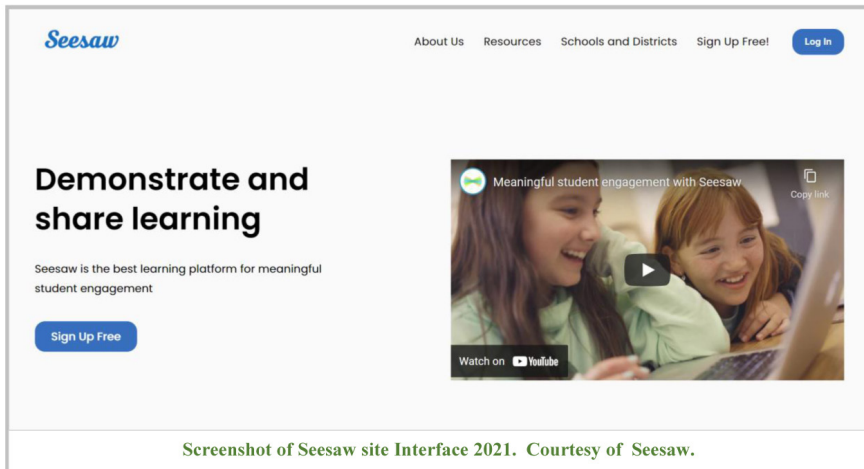 Seesaw
About Us Resources Schools and Districts Sign Up Free! Log In
Demonstrate and
share learning
Seesaw is the best learning platform for meaningful
student engagement
Sign Up Free
Meaningful student engagement with Seesaw
Copy link
Watch on YouTube
Screenshot of Seesaw site Interface 2021. Courtesy of Seesaw.